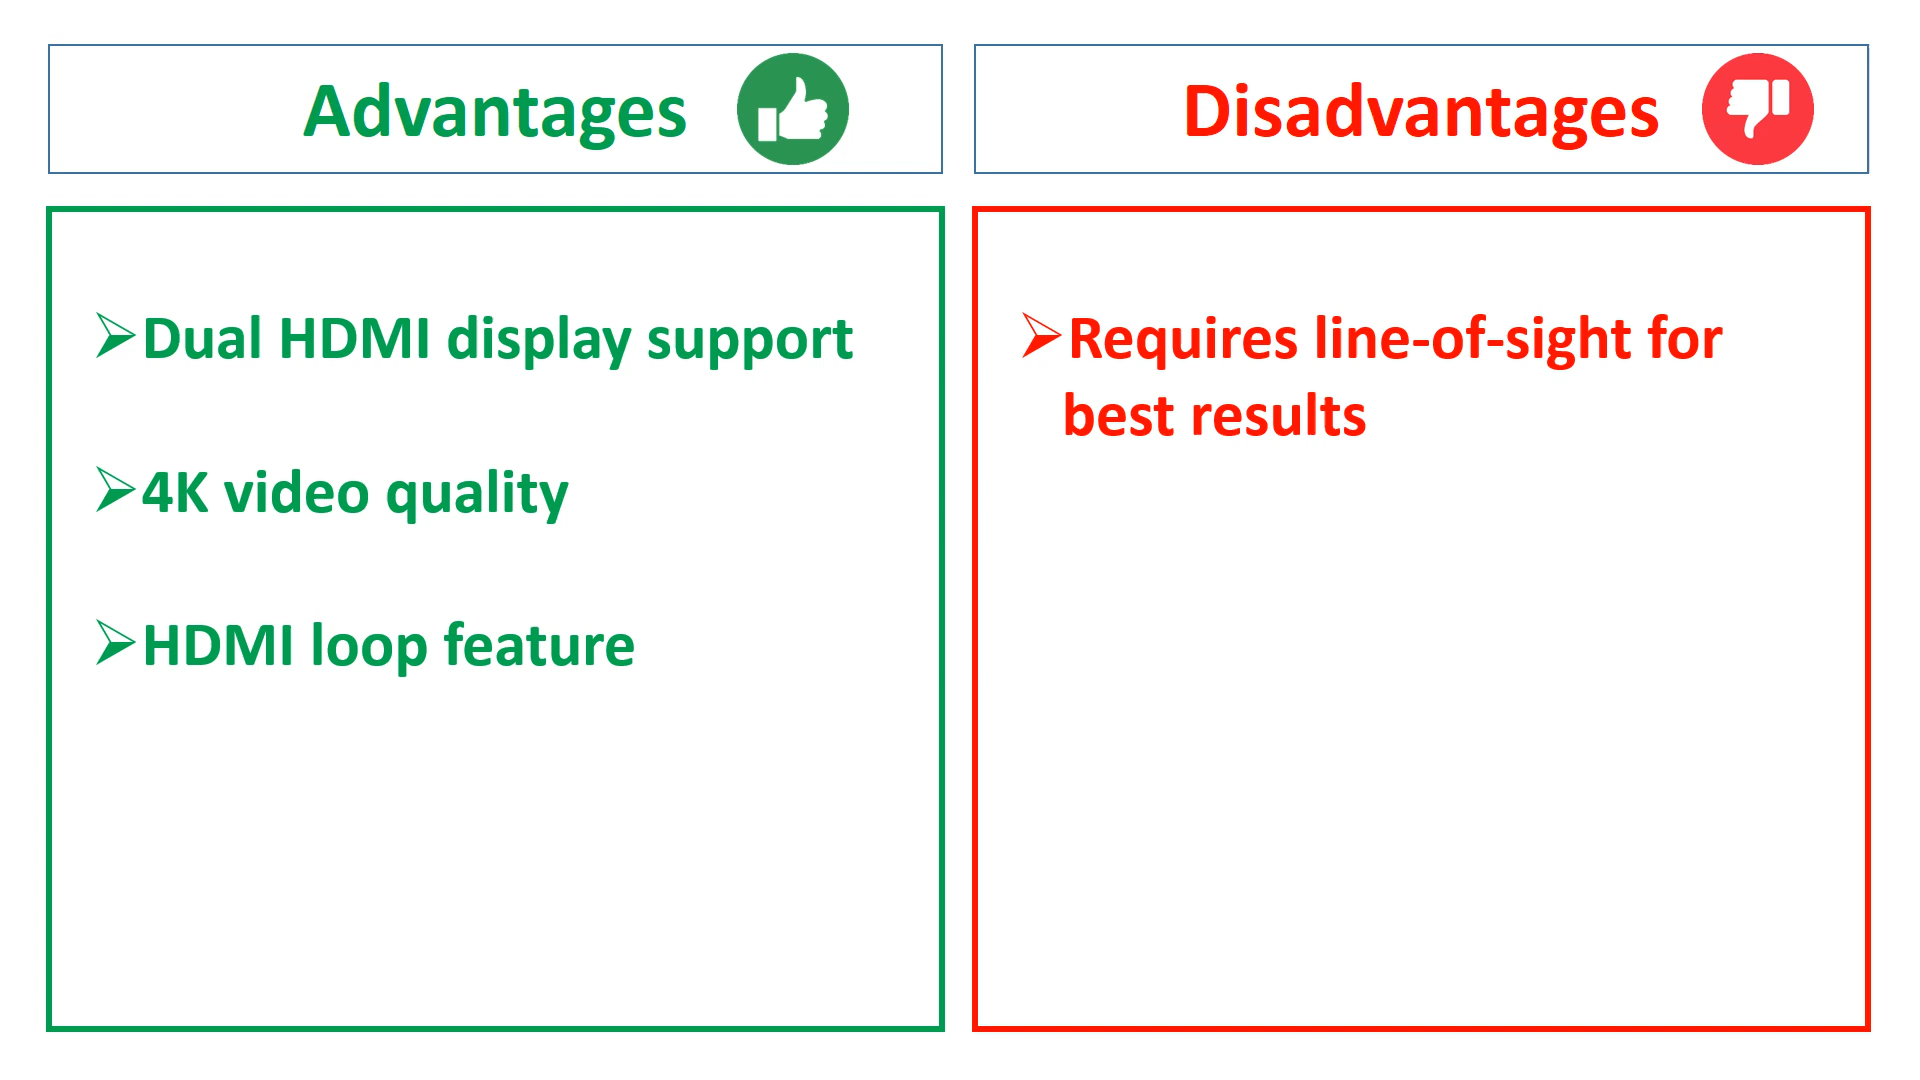 Advantages
Disadvantages
➢Dual HDMI display support
➢4K video quality
➢HDMI loop feature
➢Requires line-of-sight for
best results